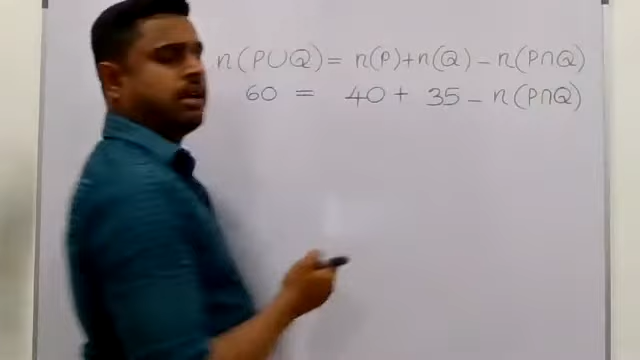 n(P∪Q)= n(P)+n(Q)-n(P∩Q)
60 = 40 + 35 - n(P∩Q)